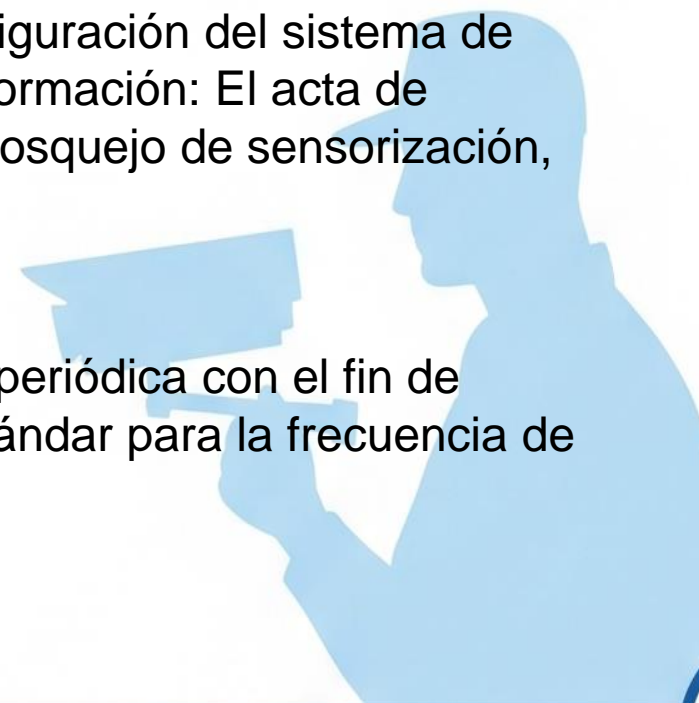 iguración del sistema de
ormación: El acta de
osquejo de sensorización,
periódica con el fin de
ándar para la frecuencia de